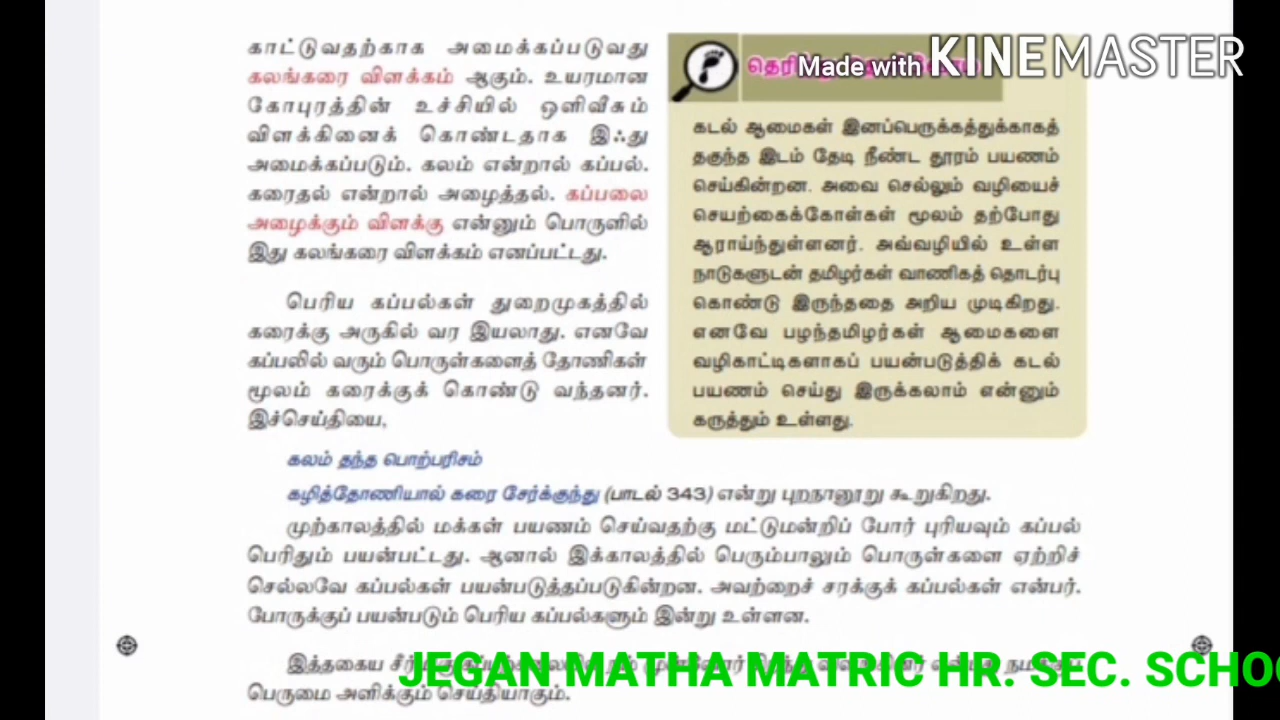 காட்டுவதற்காக அமைக்கப்படுவது
கலங்கரை விளக்கம் ஆகும். உயரமான
கோபுரத்தின் உச்சியில் ஒளிவீசும்
விளக்கினைக் கொண்டதாக இஃது
அமைக்கப்படும். கலம் என்றால் கப்பல்.
கரைதல் என்றால் அழைத்தல். கப்பலை
அழைக்கும் விளக்கு என்னும் பொருளில்
இது கலங்கரை விளக்கம் எனப்பட்டது.
பெரிய கப்பல்கள் துறைமுகத்தில்
கரைக்கு அருகில் வர இயலாது. எனவே
கப்பலில் வரும் பொருள்களைத் தோணிகள்
மூலம் கரைக்குக் கொண்டு வந்தனர்.
இச்செய்தியை,
Made with KINEMASTER
கடல் ஆமைகள் இனப்பெருக்கத்துக்காகத்
தகுந்த இடம் தேடி நீண்ட தூரம் பயணம்
செய்கின்றன. அவை செல்லும் வழியைச்
செயற்கைக்கோள்கள் மூலம் தற்போது
ஆராய்ந்துள்ளனர். அவ்வழியில் உள்ள
நாடுகளுடன் தமிழர்கள் வாணிகத் தொடர்பு
கொண்டு இருந்ததை அறிய முடிகிறது.
எனவே பழந்தமிழர்கள் ஆமைகளை
வழிகாட்டிகளாகப் பயன்படுத்திக் கடல்
பயணம் செய்து இருக்கலாம் என்னும்
கருத்தும் உள்ளது.
கலம் தந்த பொற்பரிசம்
கழித்தோணியால் கரை சேர்க்குந்து (பாடல் 343) என்று புறநானூறு கூறுகிறது.
முற்காலத்தில் மக்கள் பயணம் செய்வதற்கு மட்டுமன்றிப் போர் புரியவும் கப்பல்
பெரிதும் பயன்பட்டது. ஆனால் இக்காலத்தில் பெரும்பாலும் பொருள்களை ஏற்றிச்
செல்லவே கப்பல்கள் பயன்படுத்தப்படுகின்றன. அவற்றைச் சரக்குக் கப்பல்கள் என்பர்.
போருக்குப் பயன்படும் பெரிய கப்பல்களும் இன்று உள்ளன.
இத்தகைய
JEGAN MATHA MATRIC HR. SEC. SCHOO
பெருமை அளிக்கும் செய்தியாகும்.